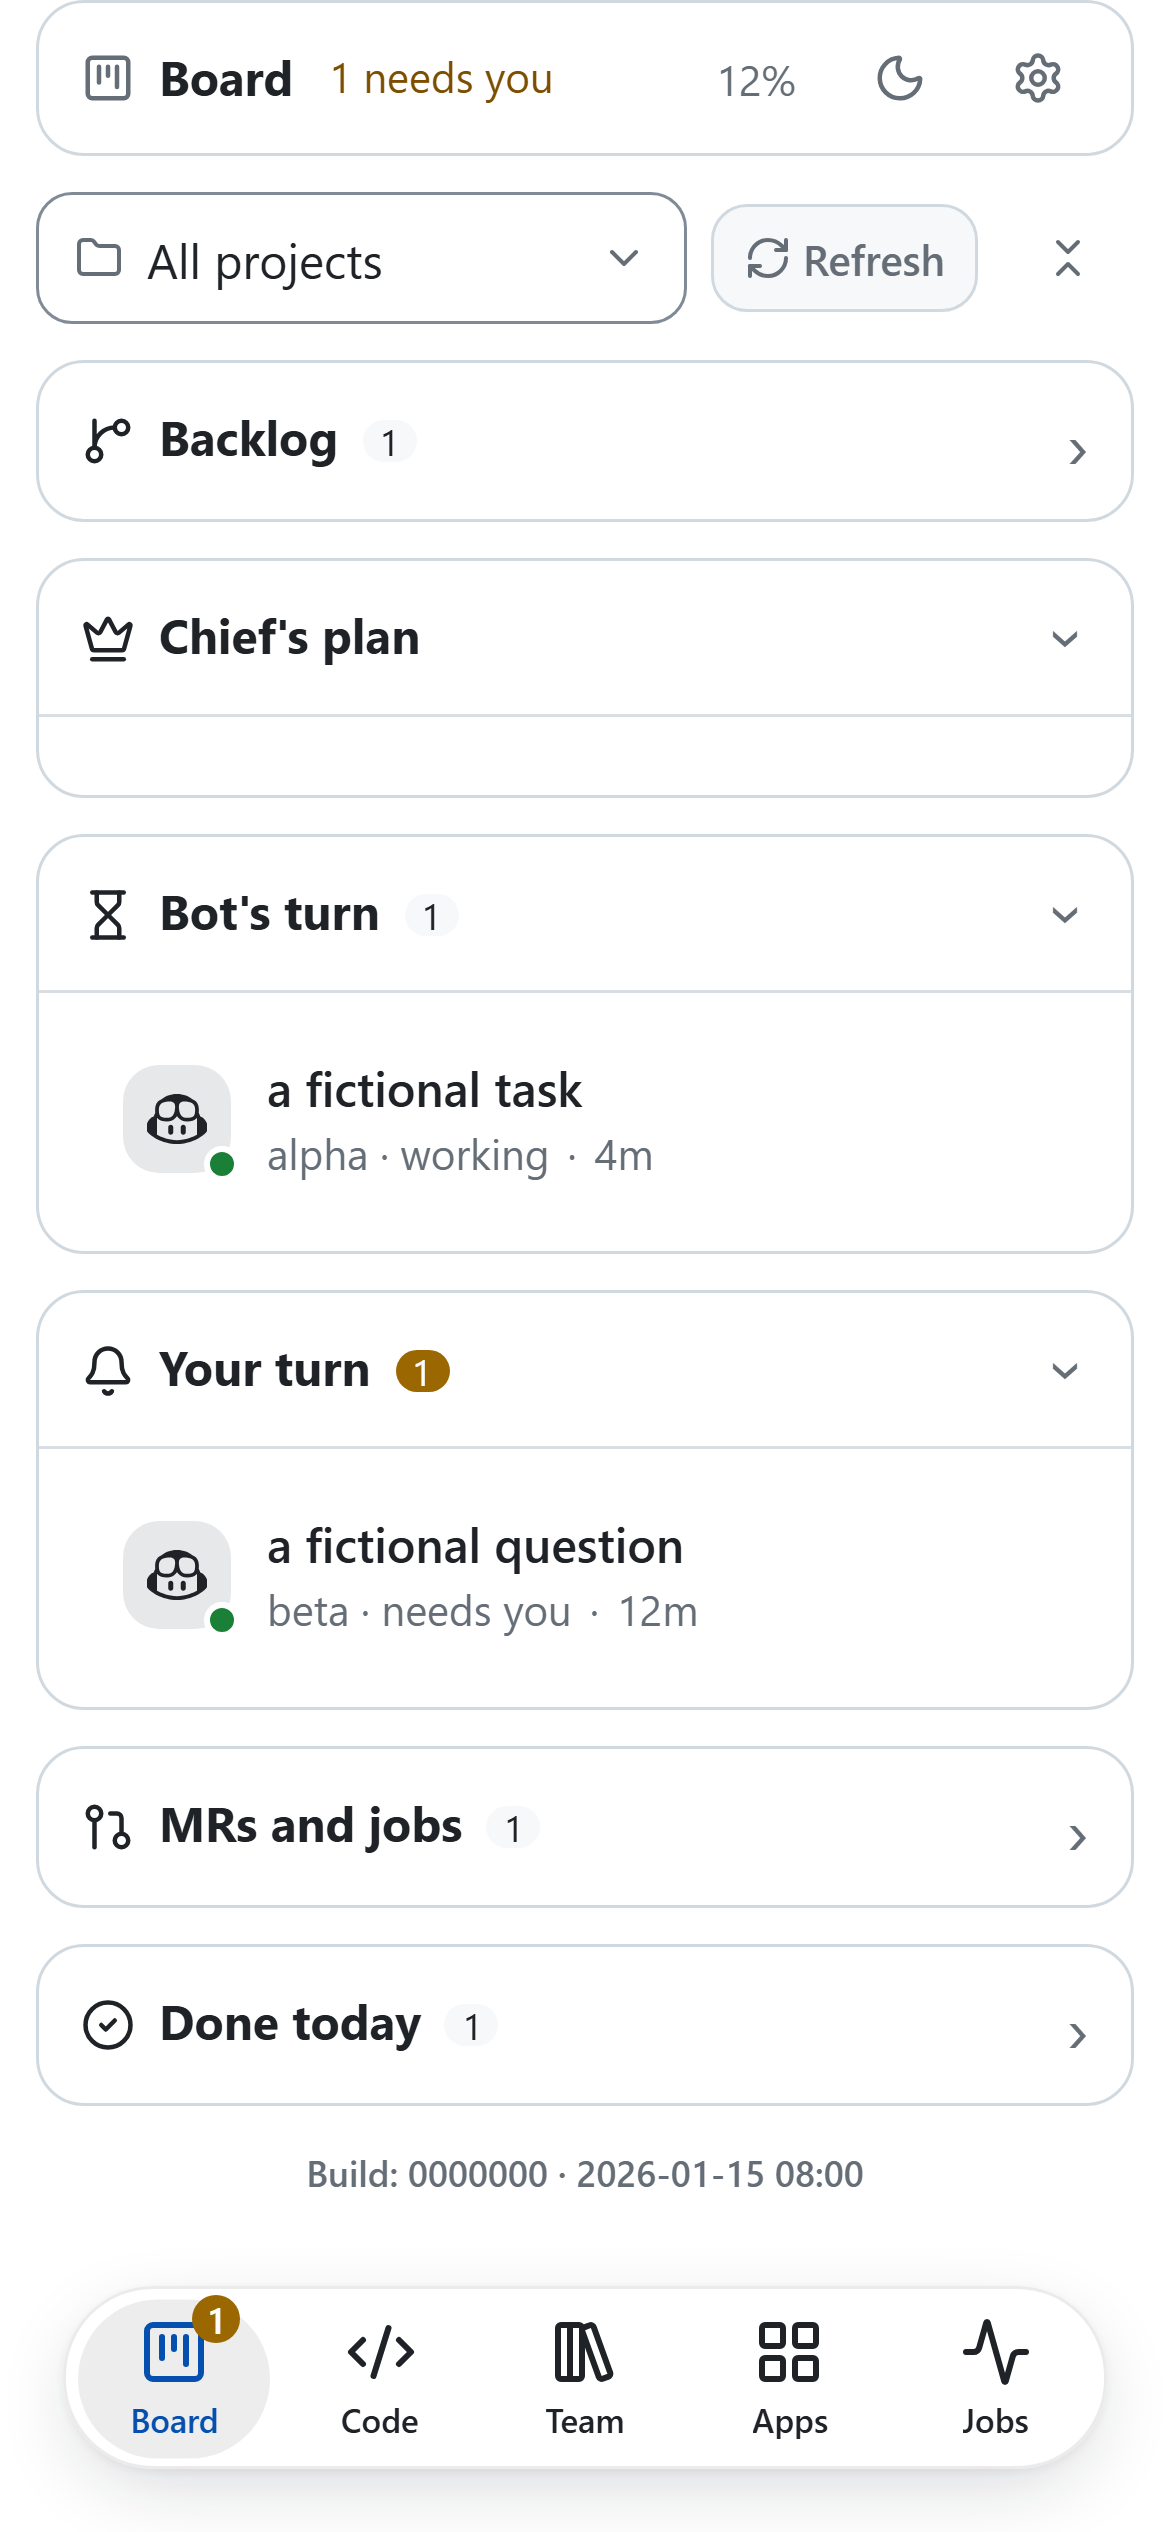 Board 1 needs you 12%
All projects Refresh
Backlog 1
Chief's plan
Bot's turn 1
a fictional task
alpha · working · 4m
Your turn 1
a fictional question
beta · needs you · 12m
MRs and jobs 1
Done today 1
Build: 0000000 · 2026-01-15 08:00
1
Board Code Team Apps Jobs